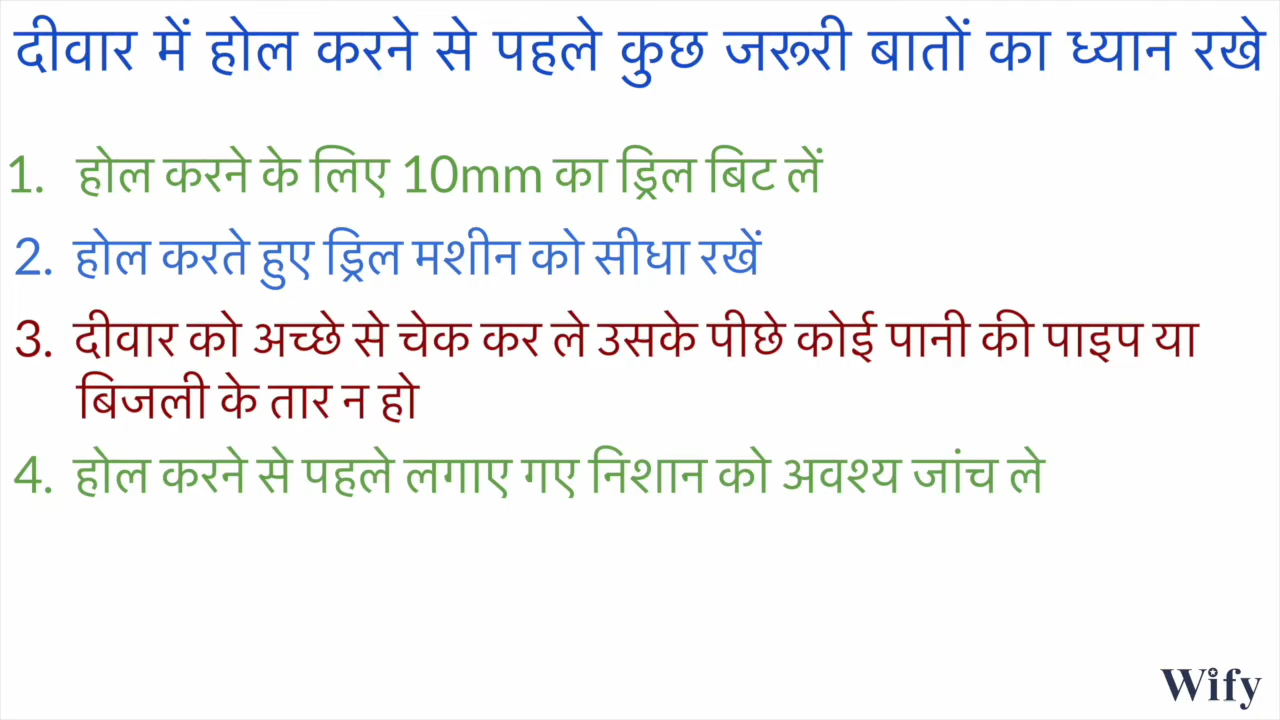 दीवार में होल करने से पहले कुछ जरूरी बातों का ध्यान रखे
1. होल करने के लिए 10mm का ड्रिल बिट लें
2. होल करते हुए ड्रिल मशीन को सीधा रखें
3. दीवार को अच्छे से चेक कर ले उसके पीछे कोई पानी की पाइप या
बिजली के तार न हो
4. होल करने से पहले लगाए गए निशान को अवश्य जांच ले
Wify